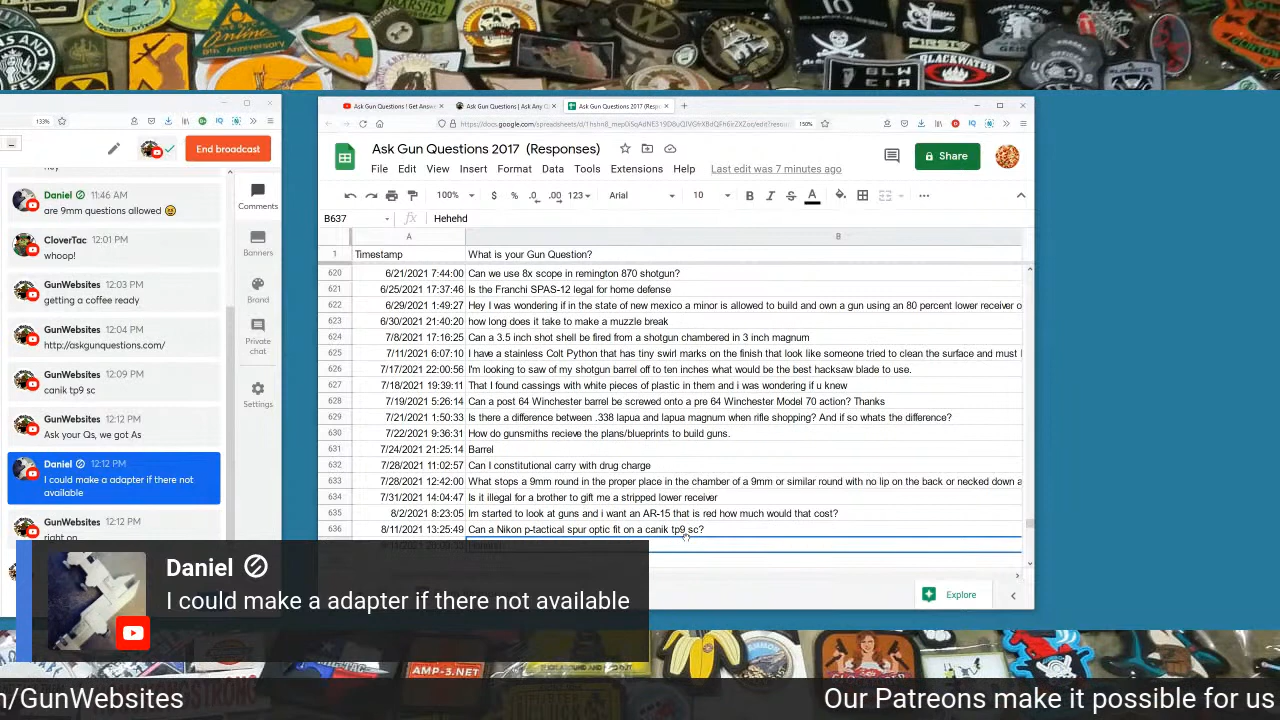 MARSHAL
8th Anniversary
BLACKWATER
133%
End broadcast
Daniel 11:46 AM
are 9mm questions allowed
CloverTac 12:01 PM
whoop!
GunWebsites 12:03 PM
getting a coffee ready
GunWebsites 12:04 PM
http://askgunquestions.com/
GunWebsites 12:09 PM
canik tp9 sc
GunWebsites 12:12 PM
Ask your Qs, we got As
Daniel 12:12 PM
I could make a adapter if there not
available
GunWebsites 12:12 PM
right on
Comments
Banners
Brand
Private
chat
Settings
Ask Gun Questions 2017 (Responses)
Share
File Edit View Insert Format Data Tools Extensions Help Last edit was 7 minutes ago
150%
100% $ % .0 .00 123 Arial 10 B I S A
B637 fx Hehehd
A B
1 Timestamp What is your Gun Question?
620 6/21/2021 7:44:00 Can we use 8x scope in remington 870 shotgun?
621 6/25/2021 17:37:46 Is the Franchi SPAS-12 legal for home defense
622 6/29/2021 1:49:27 Hey I was wondering if in the state of new mexico a minor is allowed to build and own a gun using an 80 percent lower receiver o
623 6/30/2021 21:40:20 how long does it take to make a muzzle break
624 7/8/2021 17:16:25 Can a 3.5 inch shot shell be fired from a shotgun chambered in 3 inch magnum
625 7/11/2021 6:07:10 I have a stainless Colt Python that has tiny swirl marks on the finish that look like someone tried to clean the surface and must
626 7/17/2021 22:00:56 I'm looking to saw of my shotgun barrel off to ten inches what would be the best hacksaw blade to use.
627 7/18/2021 19:39:11 That I found cassings with white pieces of plastic in them and i was wondering if u knew
628 7/19/2021 5:26:14 Can a post 64 Winchester barrel be screwed onto a pre 64 Winchester Model 70 action? Thanks
629 7/21/2021 1:50:33 Is there a difference between .338 lapua and lapua magnum when rifle shopping? And if so whats the difference?
630 7/22/2021 9:36:31 How do gunsmiths recieve the plans/blueprints to build guns.
631 7/24/2021 21:25:14 Barrel
632 7/28/2021 11:02:57 Can I constitutional carry with drug charge
633 7/28/2021 12:42:00 What stops a 9mm round in the proper place in the chamber of a 9mm or similar round with no lip on the back or necked down a
634 7/31/2021 14:04:47 Is it illegal for a brother to gift me a stripped lower receiver
635 8/2/2021 8:23:05 Im started to look at guns and i want an AR-15 that is red how much would that cost?
636 8/11/2021 13:25:49 Can a Nikon p-tactical spur optic fit on a canik tp9 sc?
Explore
Daniel
I could make a adapter if there not available
AMP-3.NET
n/GunWebsites
Our Patreons make it possible for us